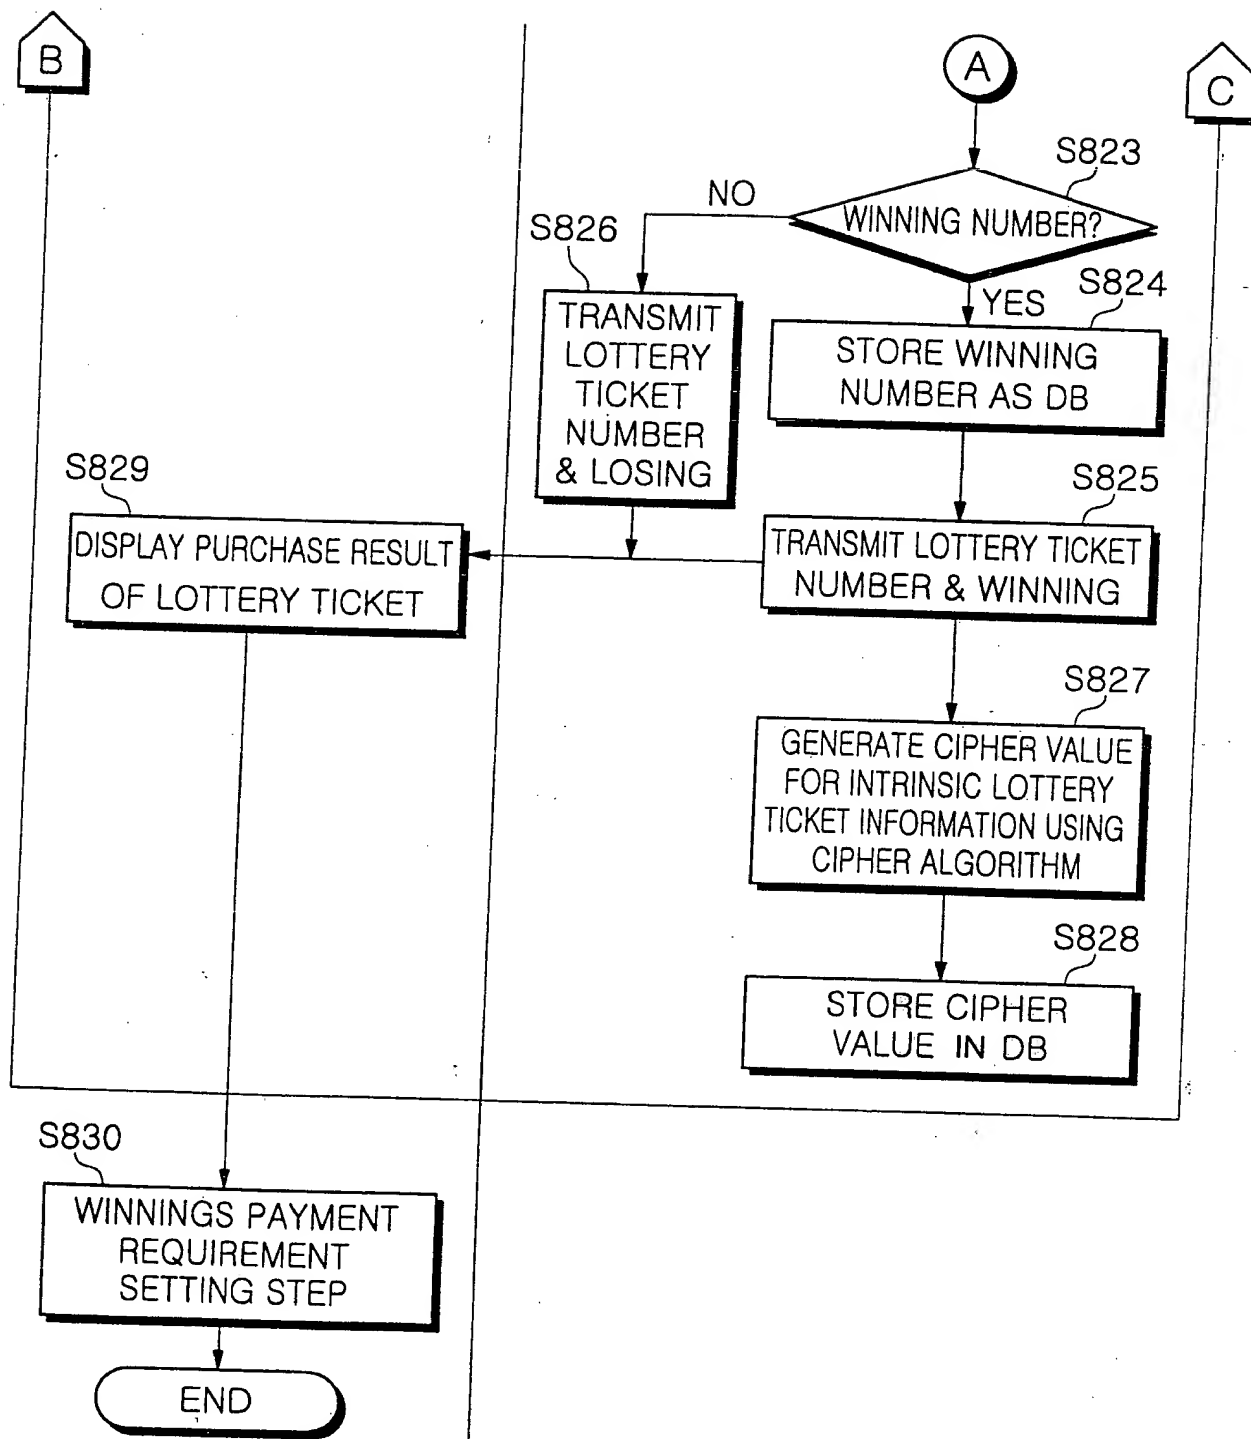 B
A
C
S823
WINNING NUMBER?
NO
YES
S826
TRANSMIT
LOTTERY
TICKET
NUMBER
& LOSING
S824
STORE WINNING
NUMBER AS DB
S825
TRANSMIT LOTTERY TICKET
NUMBER & WINNING
S829
DISPLAY PURCHASE RESULT
OF LOTTERY TICKET
S827
GENERATE CIPHER VALUE
FOR INTRINSIC LOTTERY
TICKET INFORMATION USING
CIPHER ALGORITHM
S828
STORE CIPHER
VALUE IN DB
S830
WINNINGS PAYMENT
REQUIREMENT
SETTING STEP
END